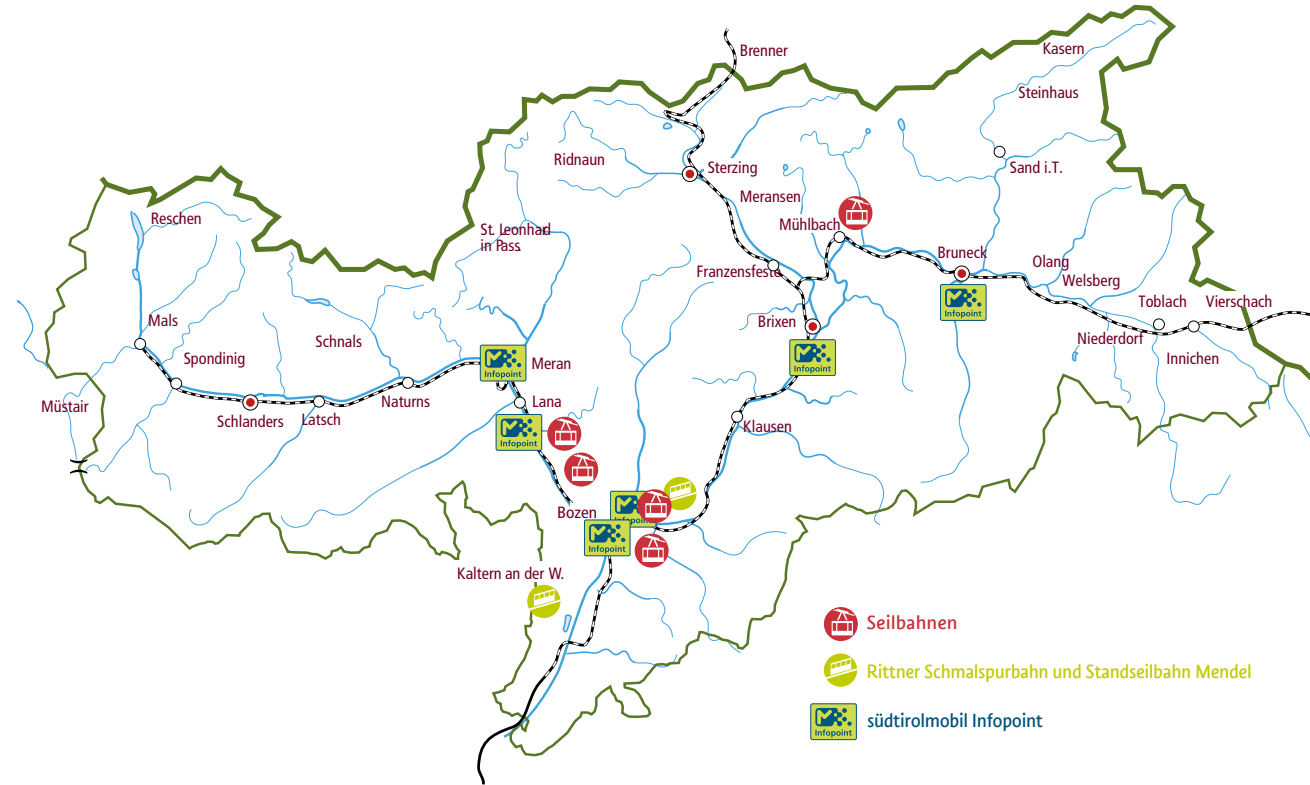 Brenner
Kasern
Steinhaus
Ridnaun
Sterzing
Sand i.T.
Meransen
Reschen
St. Leonhard
in Pass.
Mühlbach
Bruneck
Franzensfeste
Olang
Welsberg
Infopoint
Toblach
Vierschach
Mals
Brixen
Schnals
Niederdorf
Spondinig
Infopoint
Innichen
Meran
Infopoint
Naturns
Müstair
Lana
Schlanders
Latsch
Klausen
Infopoint
Bozen
Infopoint
Infopoint
Kaltern an der W.
Seilbahnen
Rittner Schmalspurbahn und Standseilbahn Mendel
Infopoint
südtirolmobil Infopoint